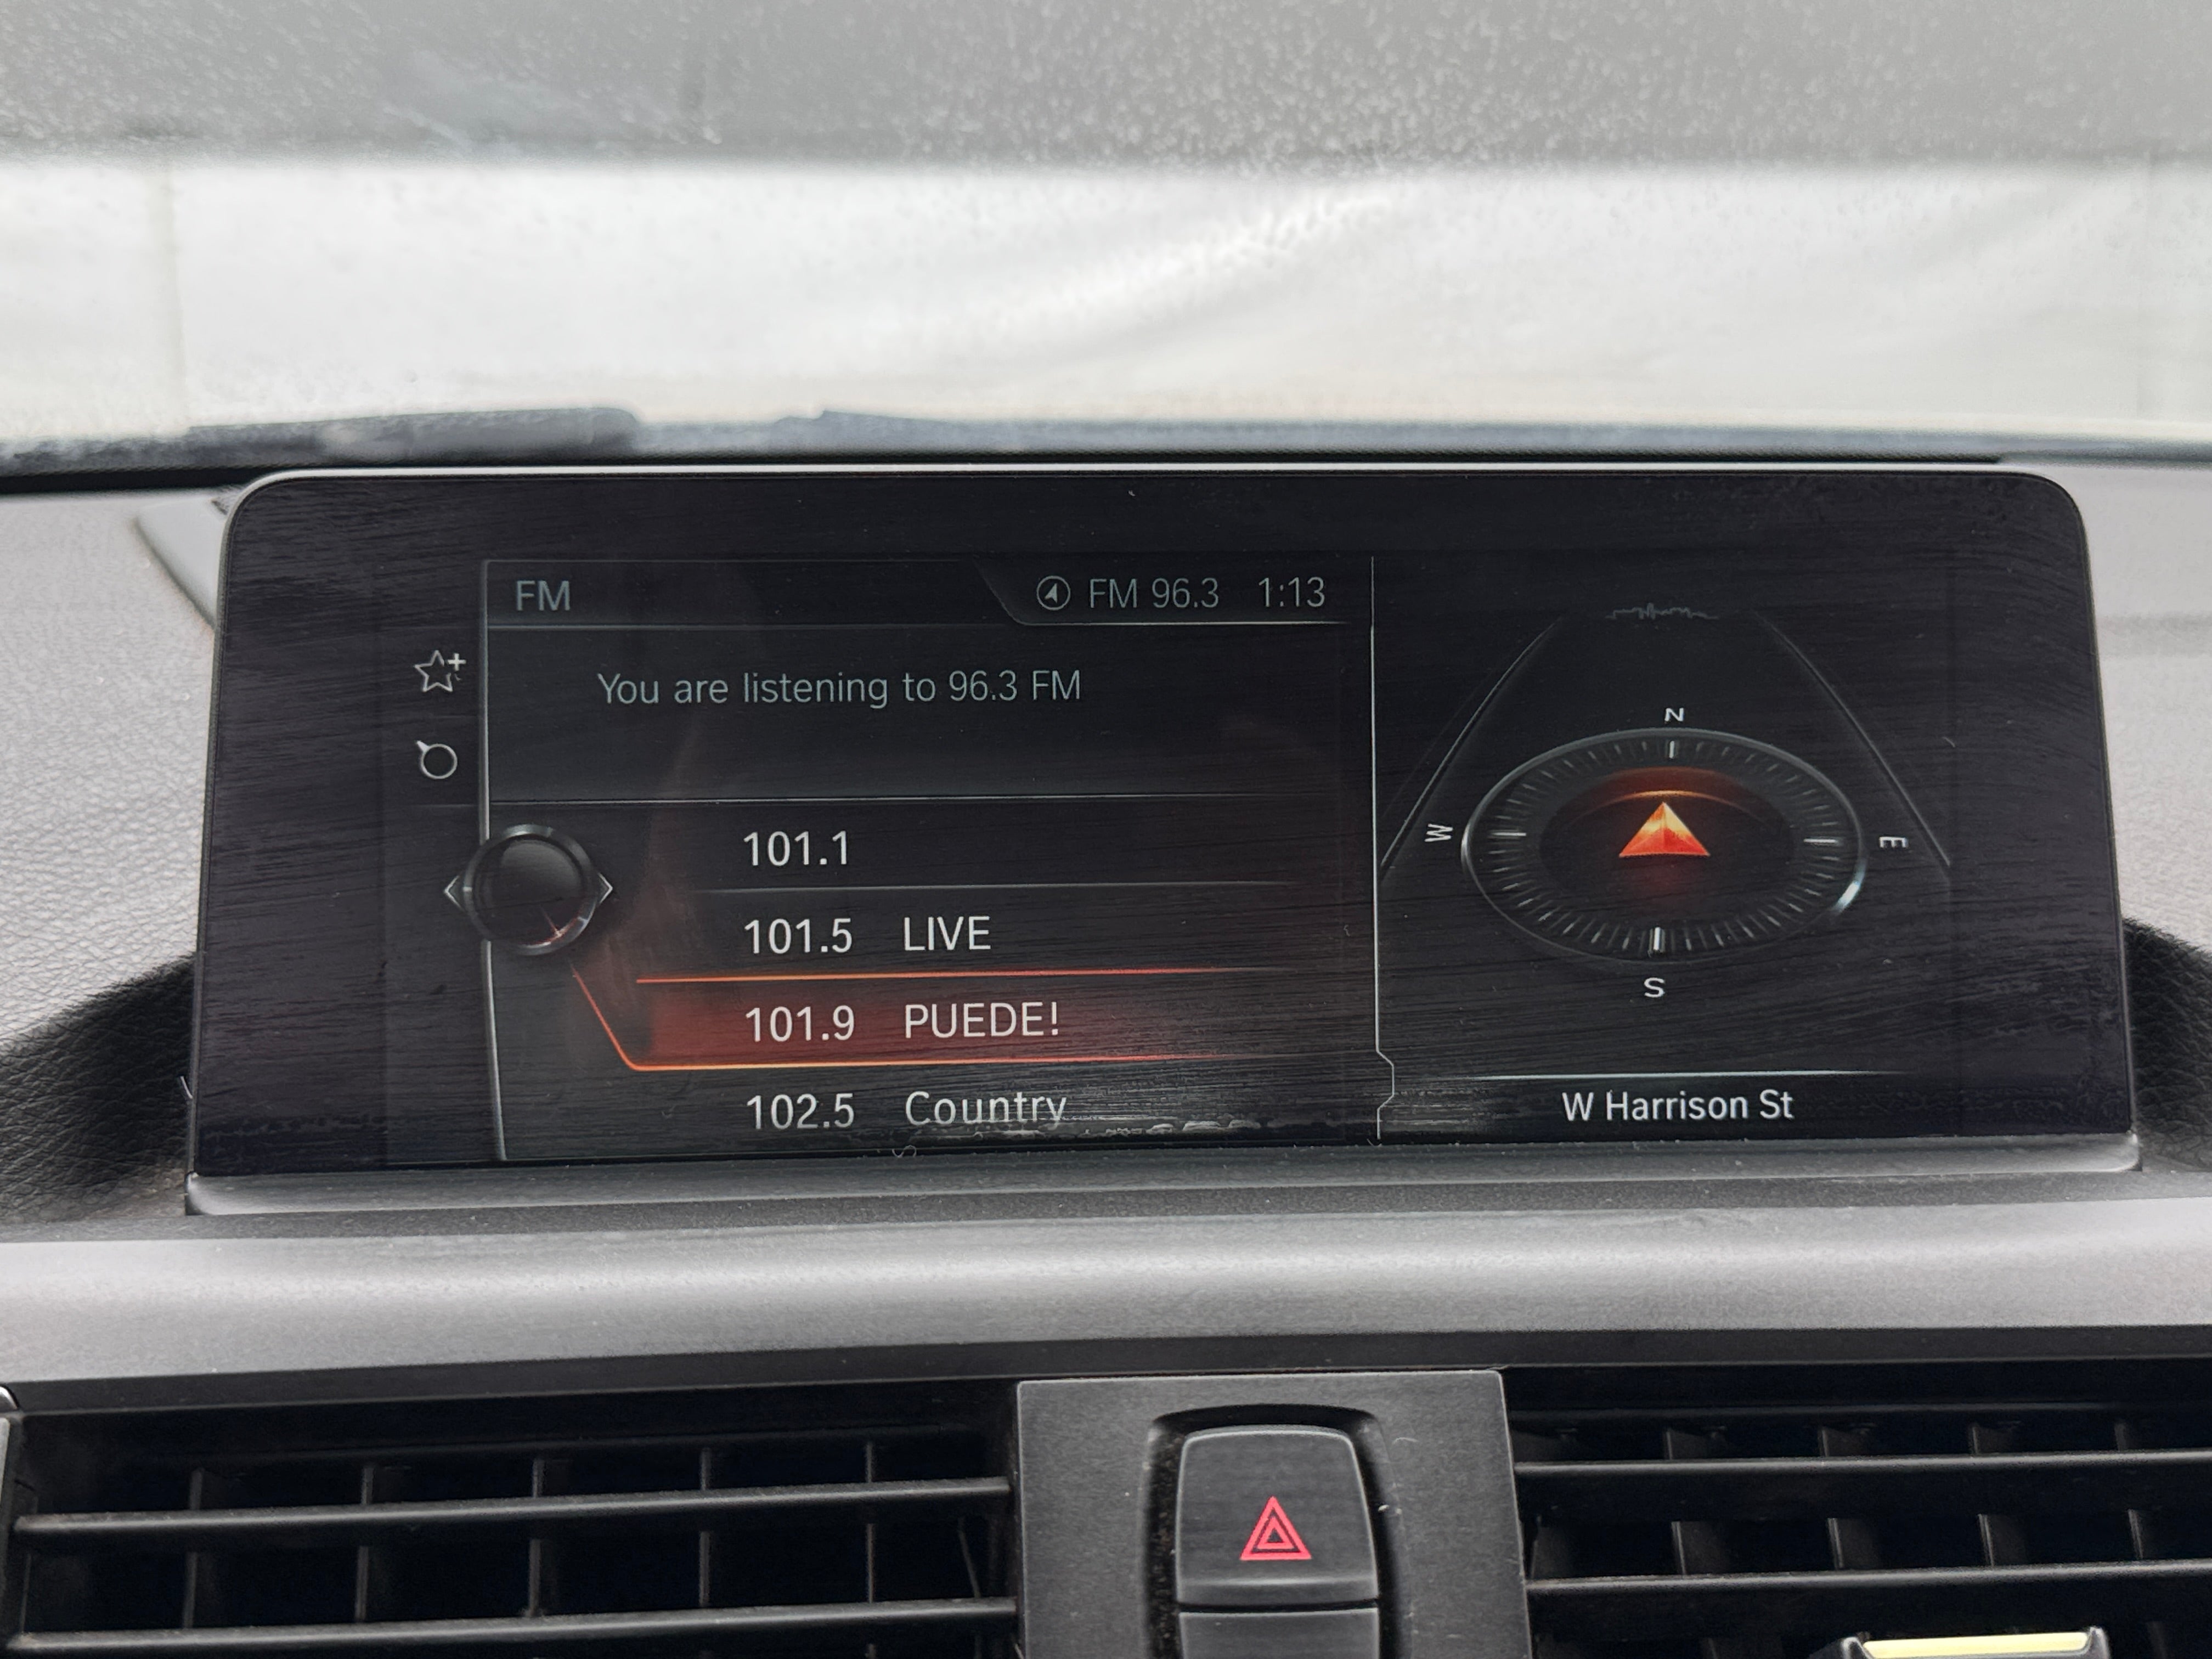 FM
FM 96.3 1:13
You are listening to 96.3 FM
101.1
101.5 LIVE
101.9 PUEDE!
102.5 Country
N
W
E
S
W Harrison St